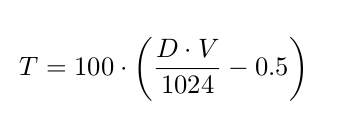 T = 100 · (D · V / 1024 − 0.5)